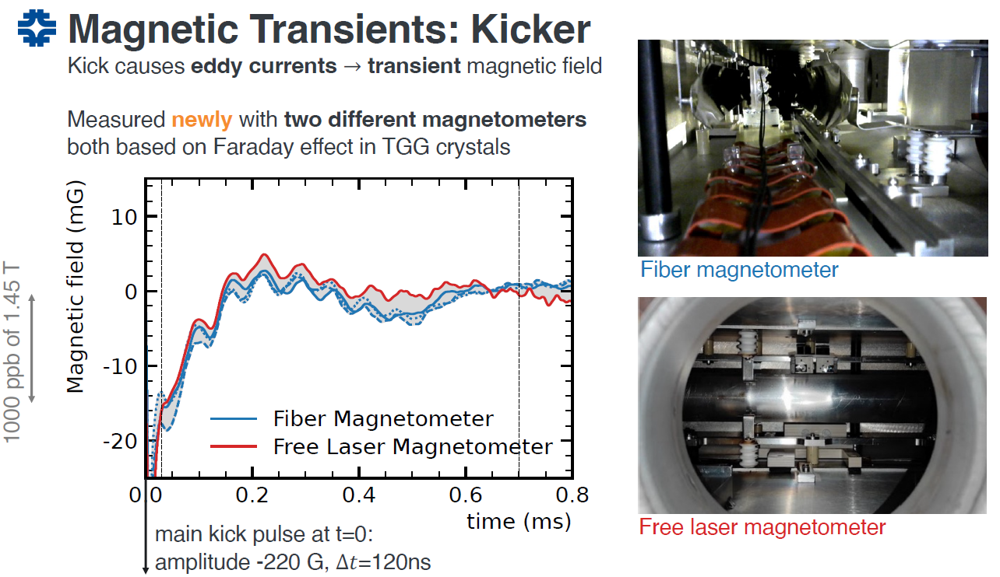 Magnetic Transients: Kicker
Kick causes eddy currents → transient magnetic field
Measured newly with two different magnetometers
both based on Faraday effect in TGG crystals
1000 ppb of 1.45 T
Magnetic field (mG)
10
0
-10
-20
Fiber Magnetometer
Free Laser Magnetometer
0.0
0.2
0.4
0.6
0.8
time (ms)
main kick pulse at t=0:
amplitude -220 G, Δt=120ns
Fiber magnetometer
Free laser magnetometer